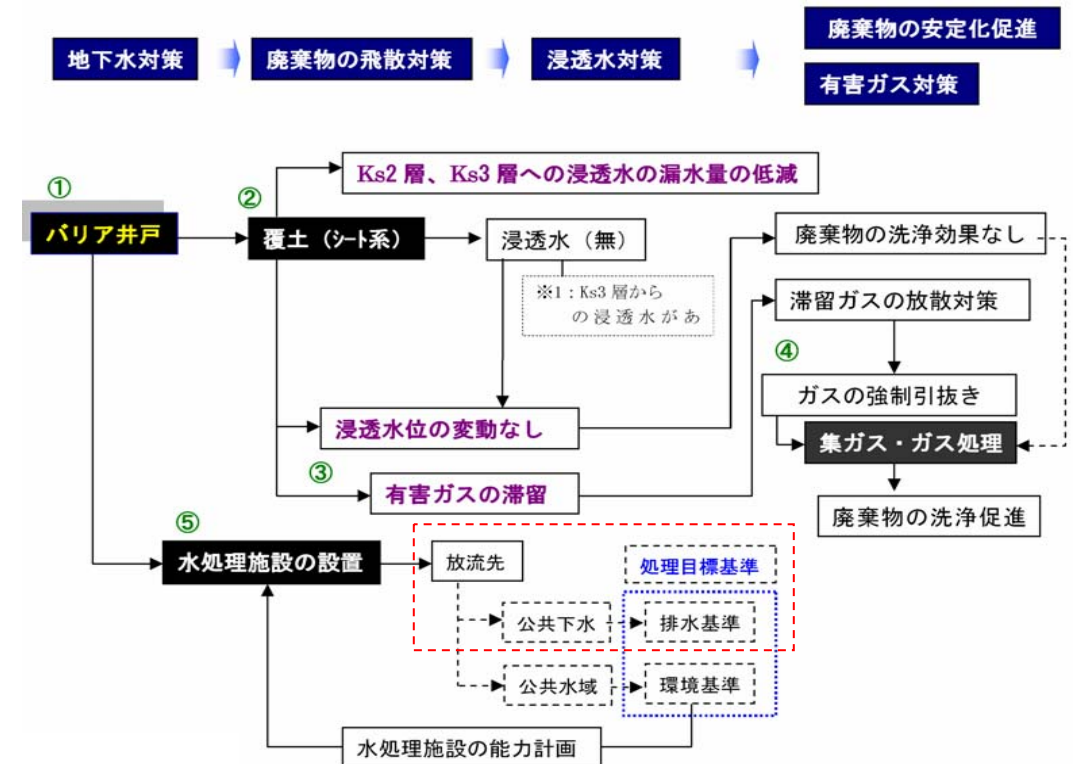 地下水対策
廃棄物の飛散対策
浸透水対策
廃棄物の安定化促進
有害ガス対策
Ks2 層、Ks3 層への浸透水の漏水量の低減
①
②
バリア井戸
覆土（シート系）
浸透水（無）
廃棄物の洗浄効果なし
※1：Ks3 層から
の浸透水があ
滞留ガスの放散対策
④
ガスの強制引抜き
浸透水位の変動なし
集ガス・ガス処理
③
有害ガスの滞留
廃棄物の洗浄促進
⑤
水処理施設の設置
放流先
処理目標基準
公共下水
排水基準
公共水域
環境基準
水処理施設の能力計画